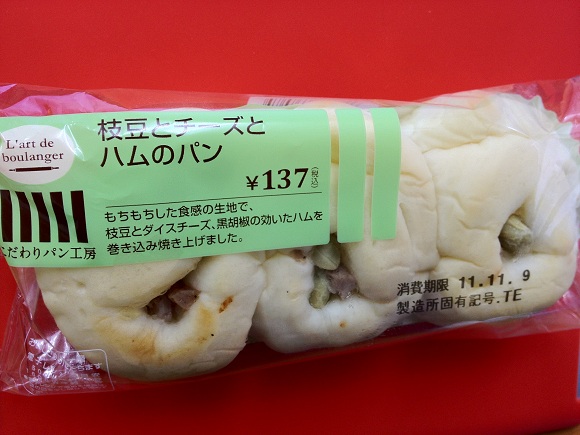 L'art de
boulanger
こだわりパン工房
枝豆とチーズと
ハムのパン
¥137(税込)
もちもちした食感の生地で、
枝豆とダイスチーズ、黒胡椒の効いたハムを
巻き込み焼き上げました。
消費期限 11.11. 9
製造所固有記号.TE